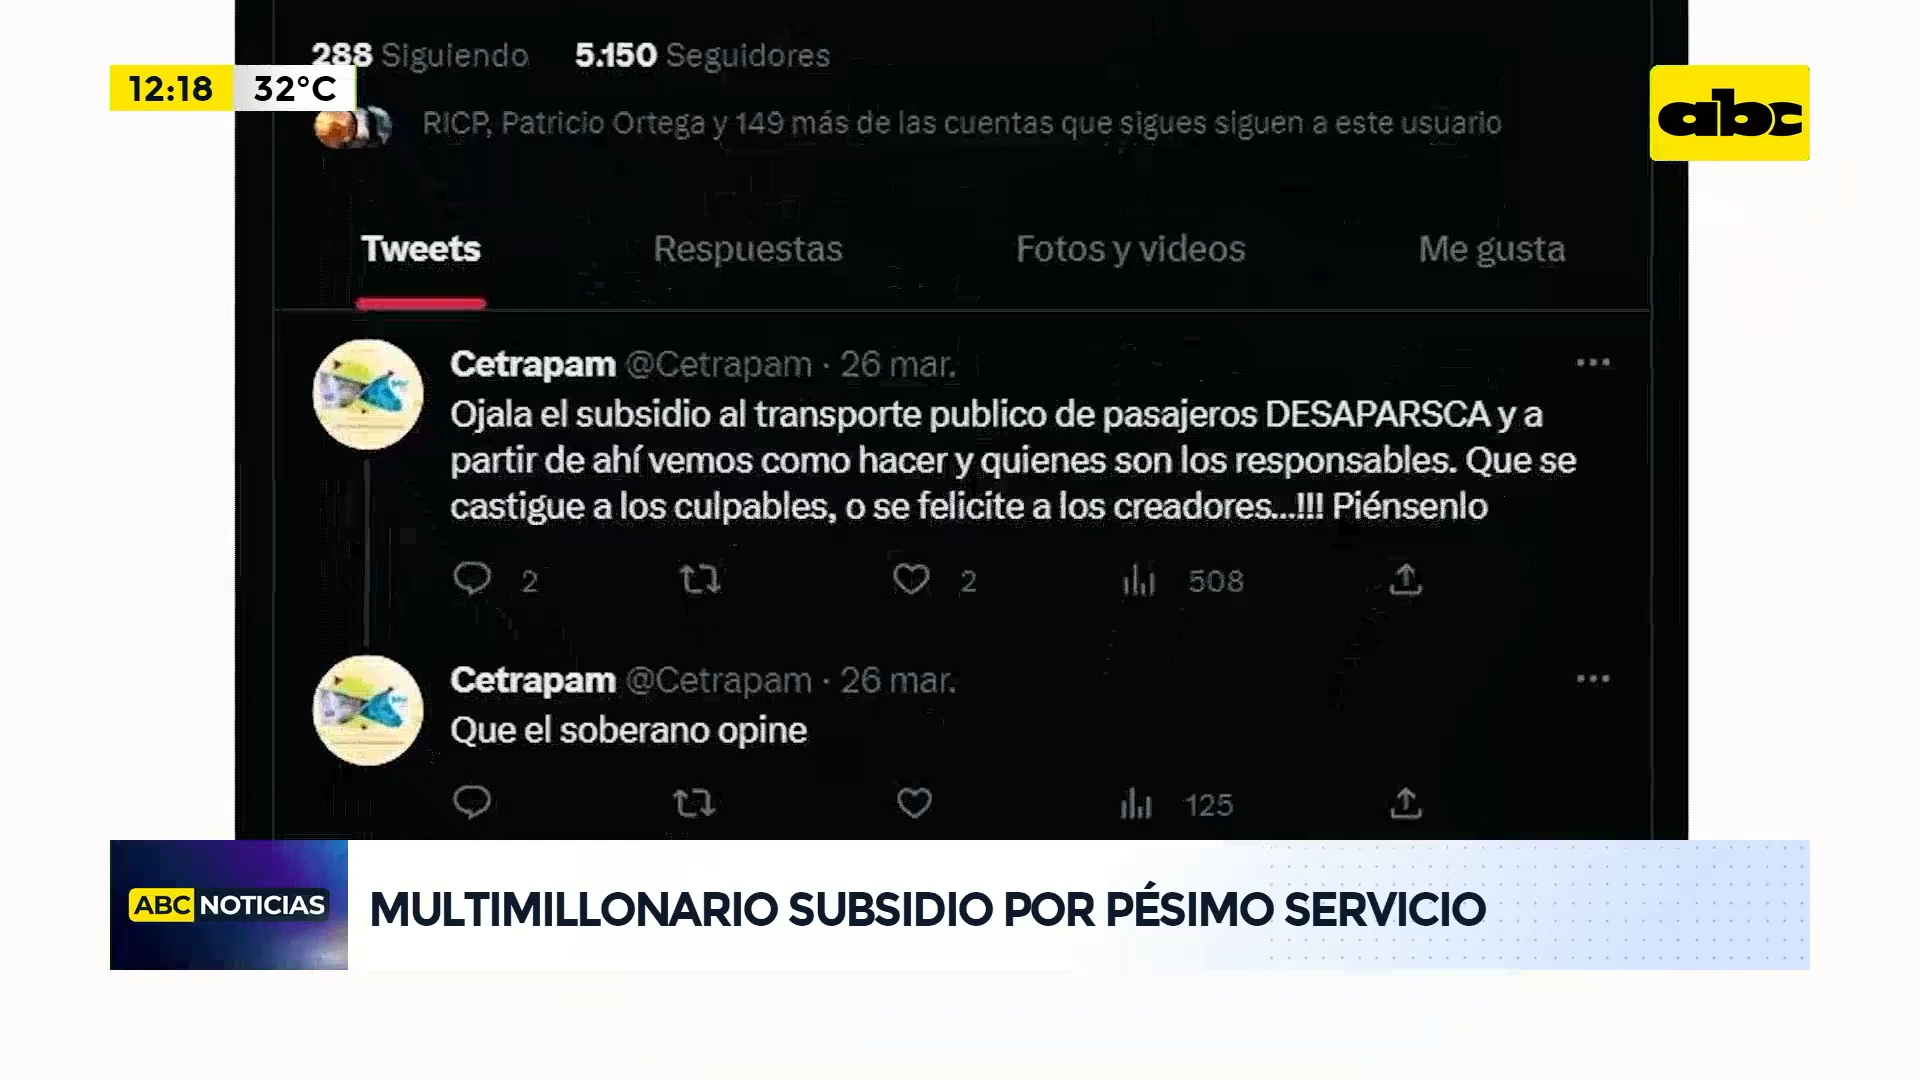 288 Siguiendo 5.150 Seguidores
12:18 32°C
abc
RICP, Patricio Ortega y 149 más de las cuentas que sigues siguen a este usuario
Tweets Respuestas Fotos y videos Me gusta
Cetrapam @Cetrapam · 26 mar.
Ojala el subsidio al transporte publico de pasajeros DESAPARSCA y a
partir de ahí vemos como hacer y quienes son los responsables. Que se
castigue a los culpables, o se felicite a los creadores...!!! Piénsenlo
2 2 508
Cetrapam @Cetrapam · 26 mar.
Que el soberano opine
125
ABC NOTICIAS
MULTIMILLONARIO SUBSIDIO POR PÉSIMO SERVICIO